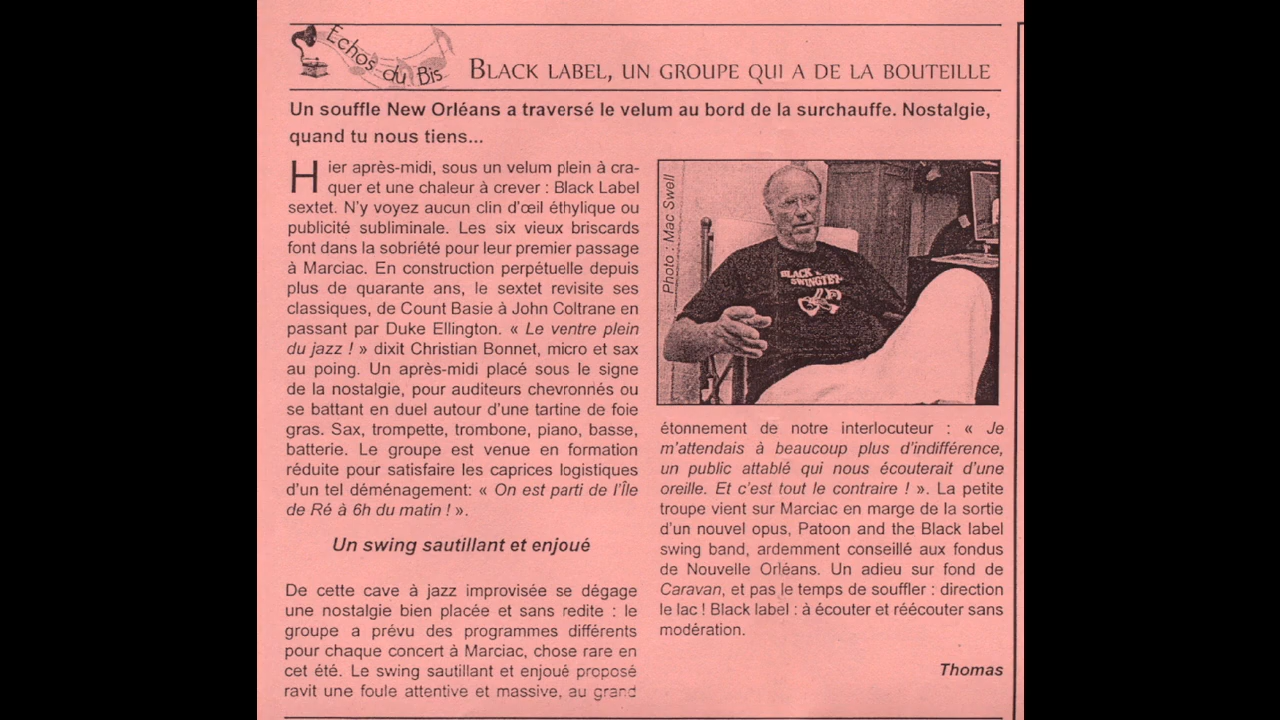 Echos du Bis
BLACK LABEL, UN GROUPE QUI A DE LA BOUTEILLE
Un souffle New Orléans a traversé le velum au bord de la surchauffe. Nostalgie,
quand tu nous tiens...
Hier après-midi, sous un velum plein à cra-
quer et une chaleur à crever : Black Label
sextet. N'y voyez aucun clin d'œil éthylique ou
publicité subliminale. Les six vieux briscards
font dans la sobriété pour leur premier passage
à Marciac. En construction perpétuelle depuis
plus de quarante ans, le sextet revisite ses
classiques, de Count Basie à John Coltrane en
passant par Duke Ellington. « Le ventre plein
du jazz ! » dixit Christian Bonnet, micro et sax
au poing. Un après-midi placé sous le signe
de la nostalgie, pour auditeurs chevronnés ou
se battant en duel autour d'une tartine de foie
gras. Sax, trompette, trombone, piano, basse,
batterie. Le groupe est venue en formation
réduite pour satisfaire les caprices logistiques
d'un tel déménagement: « On est parti de l'Île
de Ré à 6h du matin ! ».
Un swing sautillant et enjoué
De cette cave à jazz improvisée se dégage
une nostalgie bien placée et sans redite : le
groupe a prévu des programmes différents
pour chaque concert à Marciac, chose rare en
cet été. Le swing sautillant et enjoué proposé
ravit une foule attentive et massive, au grand
Photo : Mac Swell
BLACK
SWINGTET
étonnement de notre interlocuteur : « Je
m'attendais à beaucoup plus d'indifférence,
un public attablé qui nous écouterait d'une
oreille. Et c'est tout le contraire ! ». La petite
troupe vient sur Marciac en marge de la sortie
d'un nouvel opus, Patoon and the Black label
swing band, ardemment conseillé aux fondus
de Nouvelle Orléans. Un adieu sur fond de
Caravan, et pas le temps de souffler : direction
le lac ! Black label : à écouter et réécouter sans
modération.
Thomas